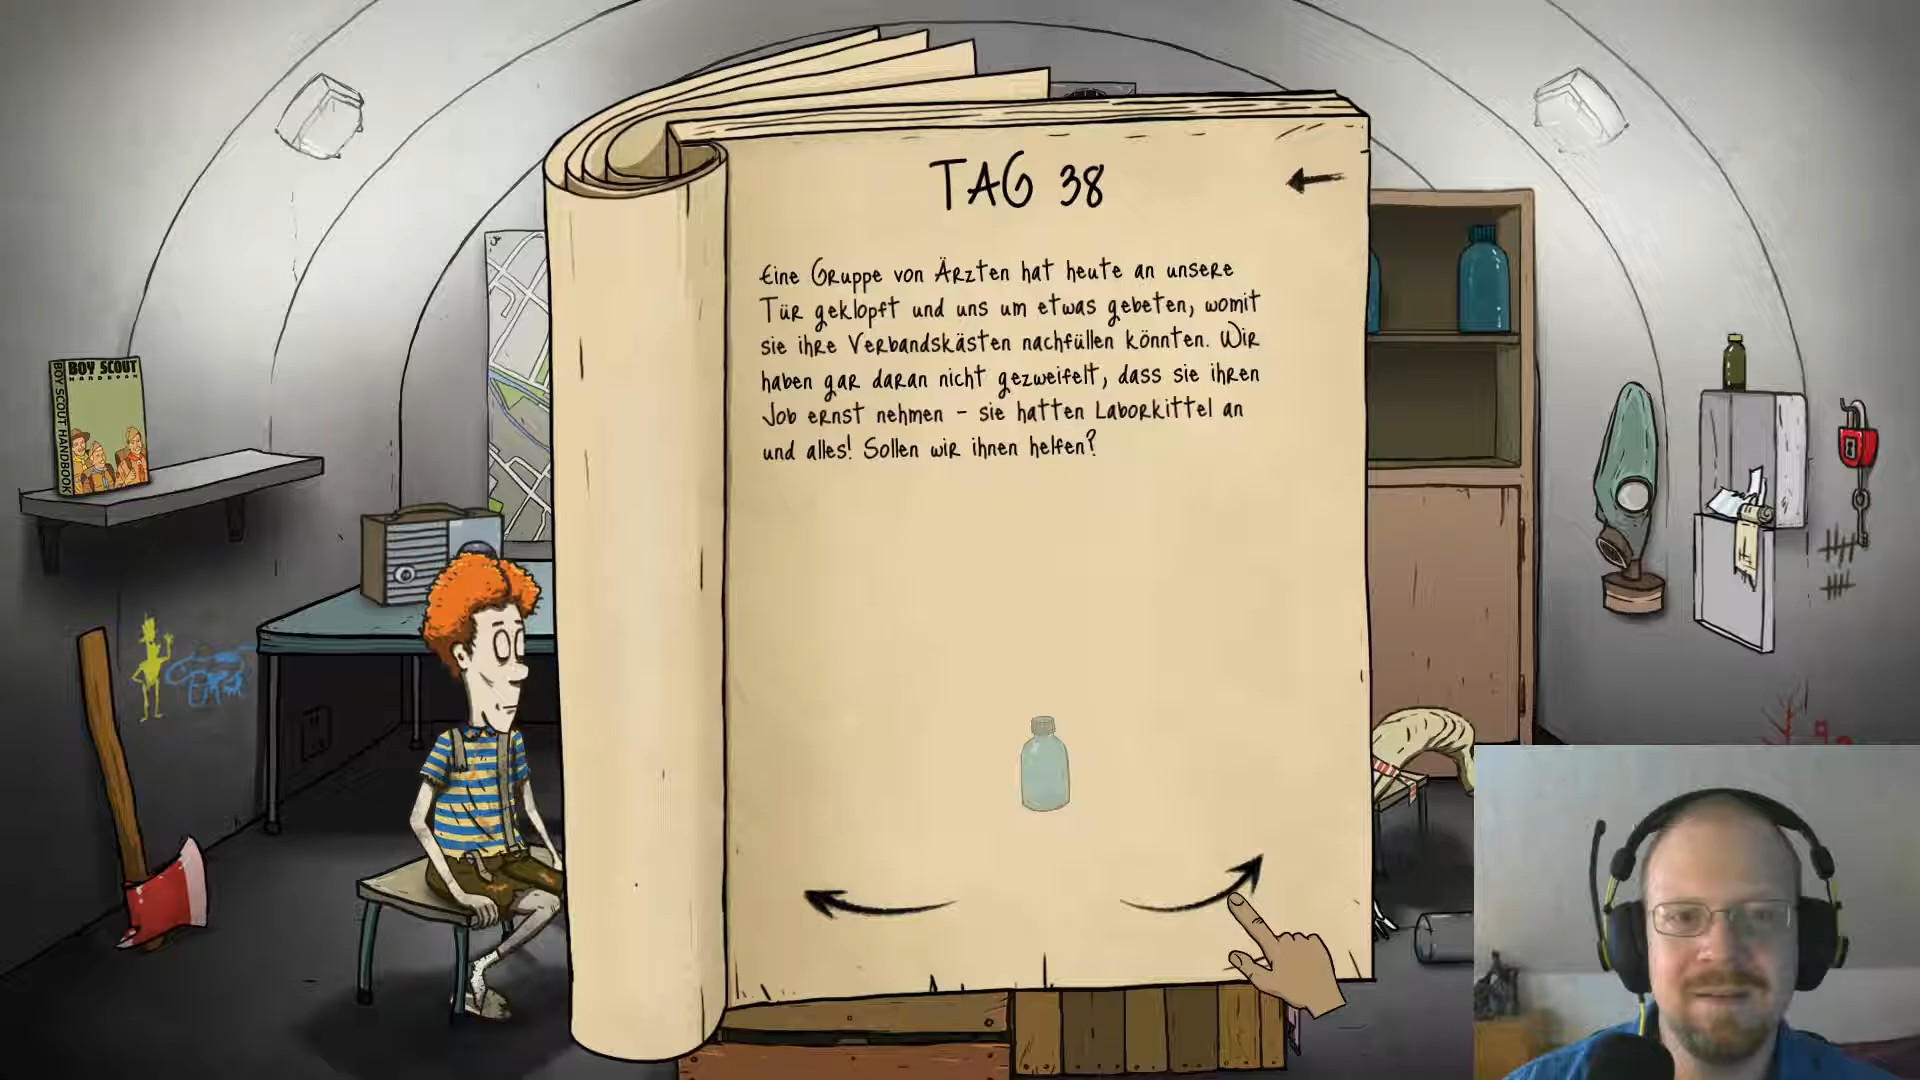 TAG 38
Eine Gruppe von Ärzten hat heute an unsere
Tür geklopft und uns um etwas gebeten, womit
sie ihre Verbandskästen nachfüllen könnten. Wir
haben gar daran nicht gezweifelt, dass sie ihren
Job ernst nehmen - sie hatten Laborkittel an
und alles! Sollen wir ihnen helfen?
BOY SCOUT
HANDBOOK
BOY SCOUT HANDBOOK